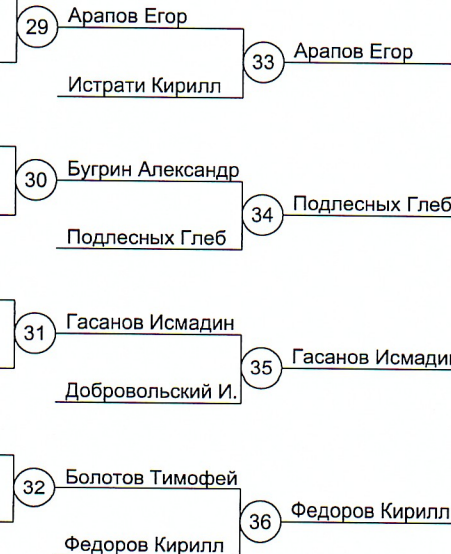 29 Арапов Егор
33 Арапов Егор
Истрати Кирилл
30 Бугрин Александр
34 Подлесных Глеб
Подлесных Глеб
31 Гасанов Исмадин
35 Гасанов Исмадин
Добровольский И.
32 Болотов Тимофей
36 Федоров Кирилл
Федоров Кирилл